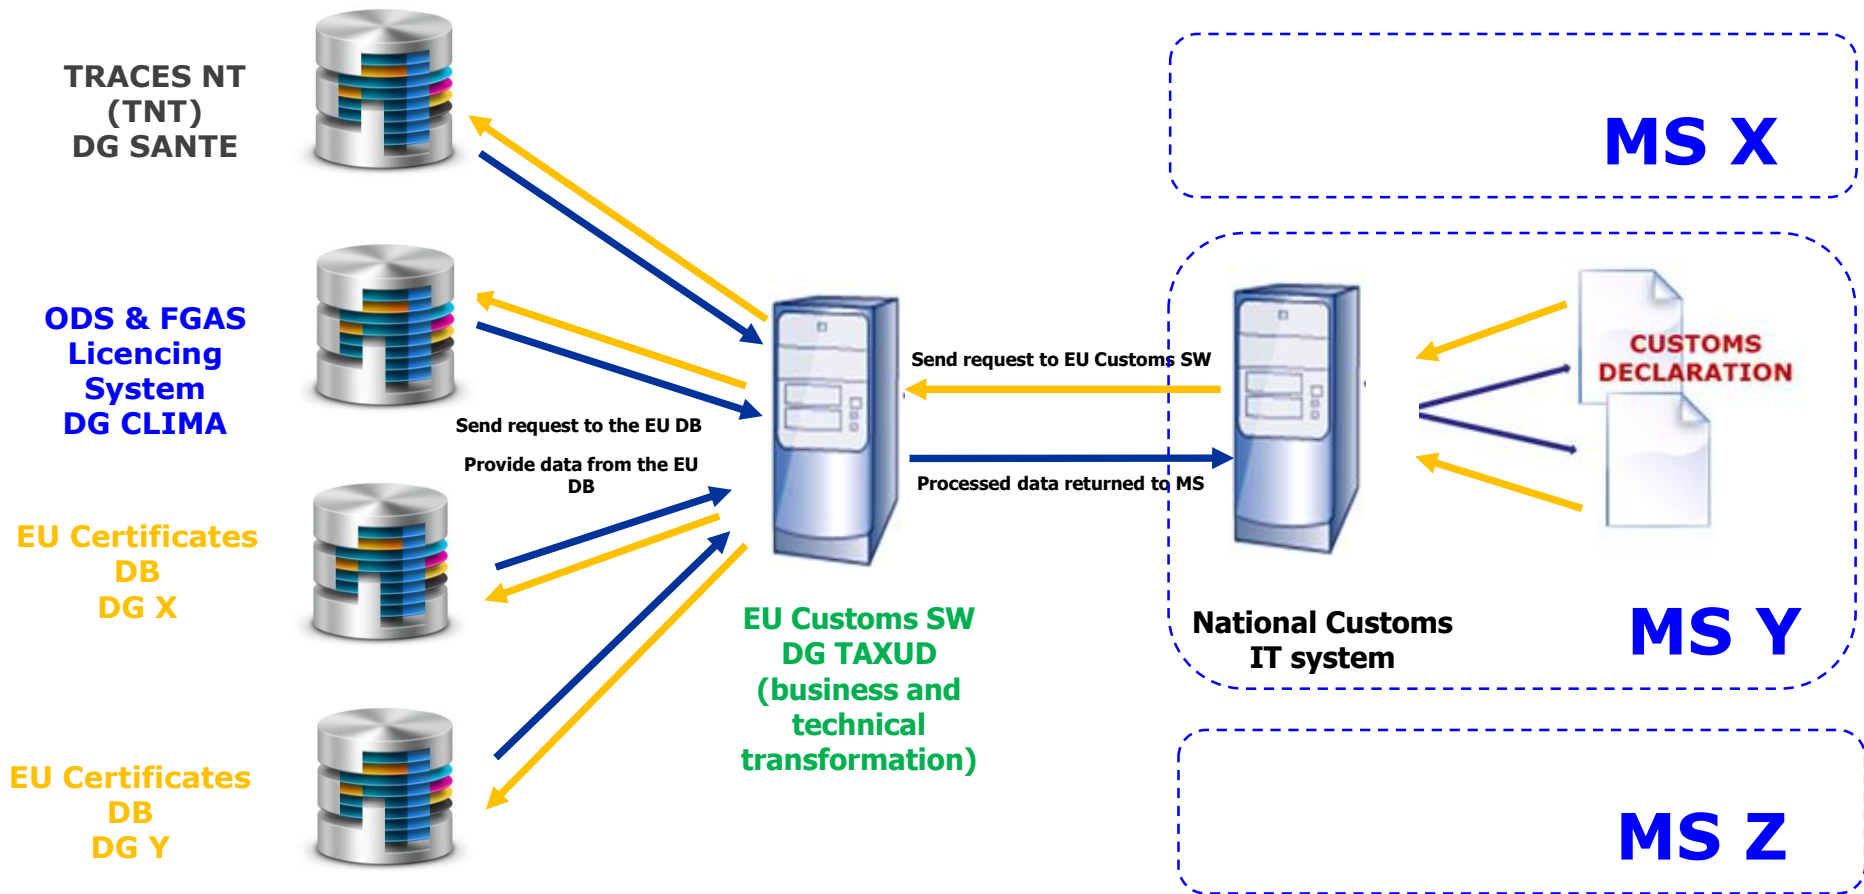 TRACES NT
(TNT)
DG SANTE
ODS & FGAS
Licencing
System
DG CLIMA
EU Certificates
DB
DG X
EU Certificates
DB
DG Y
Send request to the EU DB
Provide data from the EU
DB
EU Customs SW
DG TAXUD
(business and
technical
transformation)
Send request to EU Customs SW
Processed data returned to MS
MS X
CUSTOMS
DECLARATION
National Customs
IT system
MS Y
MS Z